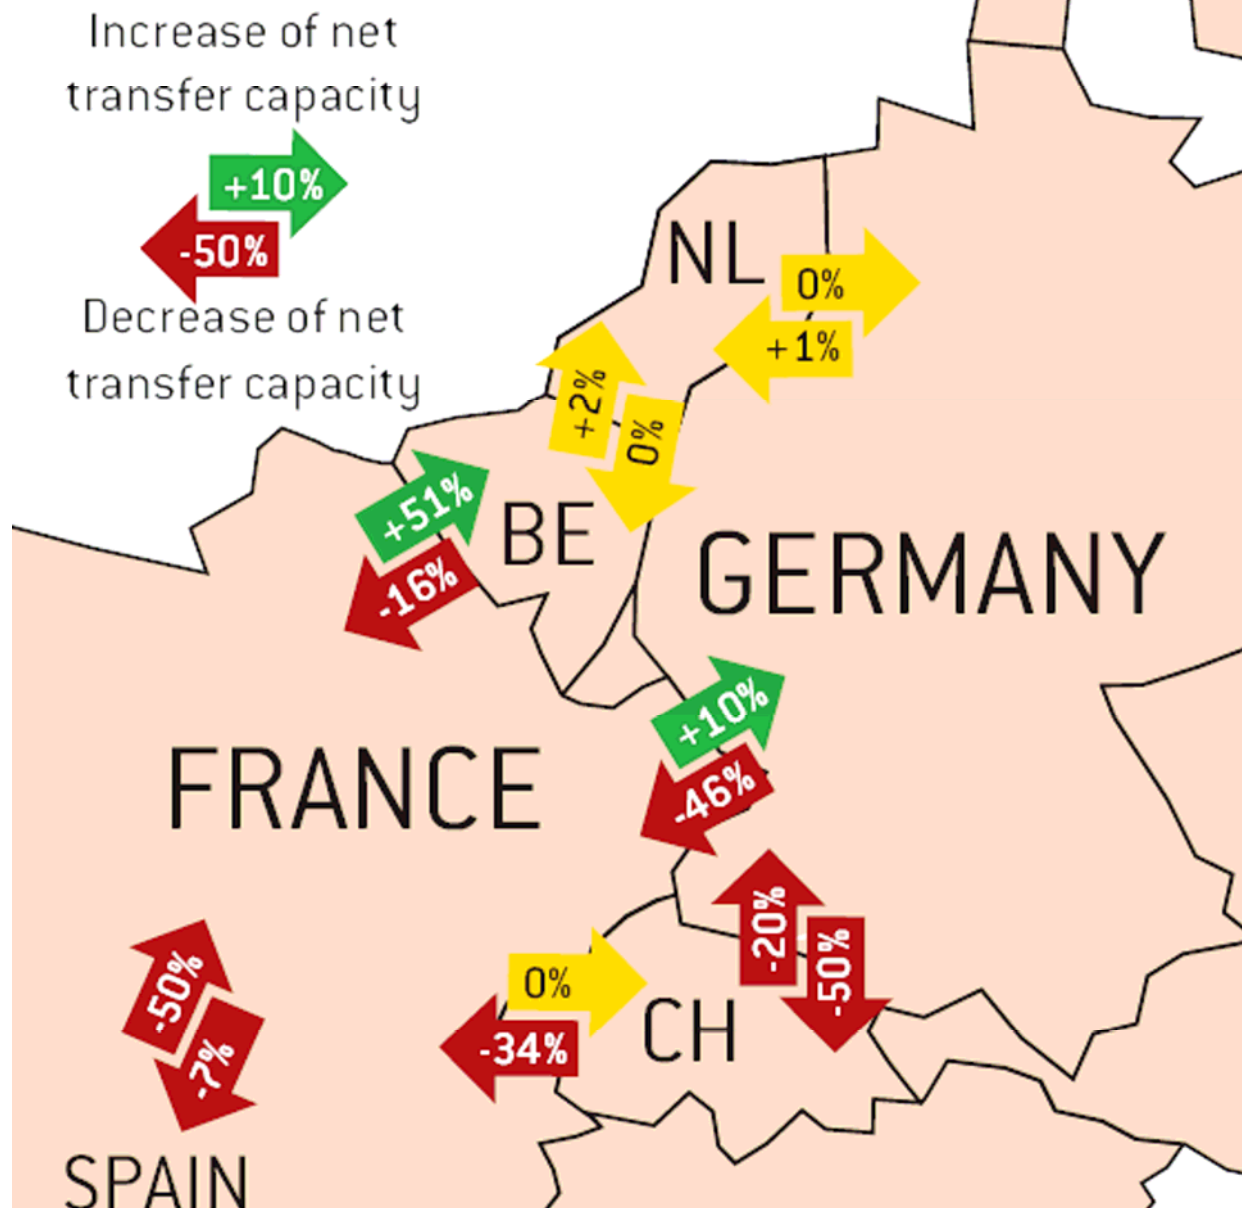 Increase of net
transfer capacity
+10%
-50%
Decrease of net
transfer capacity
NL
0%
+1%
+2%
0%
+51%
-16%
BE
GERMANY
+10%
-46%
FRANCE
-20%
-50%
-50%
-?%
0%
-34%
CH
SPAIN